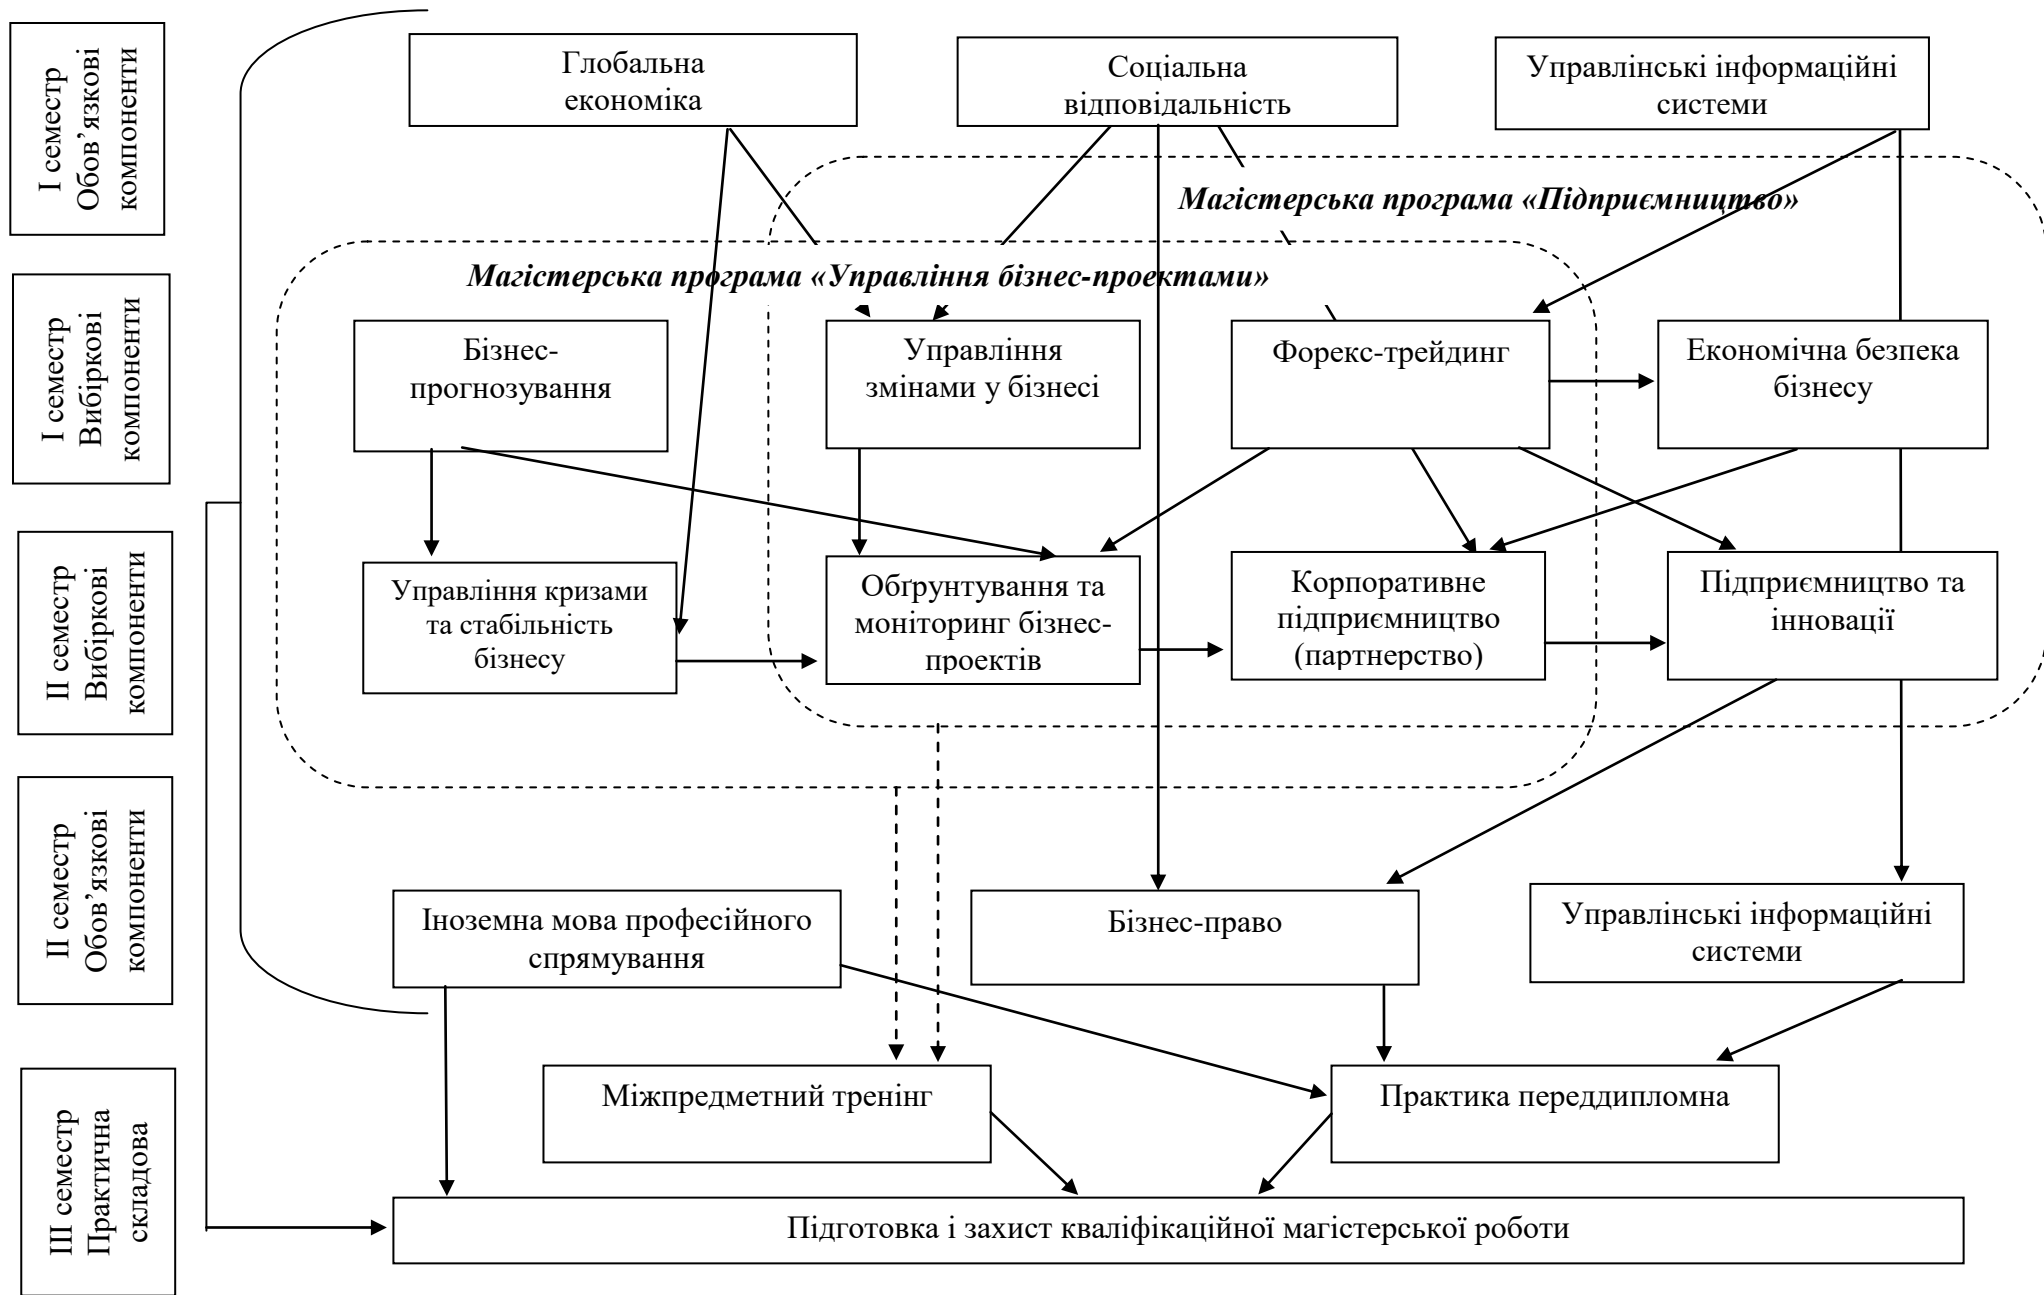 І семестр
Обов’язкові
компоненти
Глобальна
економіка
Соціальна
відповідальність
Управлінські інформаційні
системи
Магістерська програма «Підприємництво»
Магістерська програма «Управління бізнес-проектами»
І семестр
Вибіркові
компоненти
Бізнес-
прогнозування
Управління
змінами у бізнесі
Форекс-трейдинг
Економічна безпека
бізнесу
ІІ семестр
Вибіркові
компоненти
Управління кризами
та стабільність
бізнесу
Обґрунтування та
моніторинг бізнес-
проектів
Корпоративне
підприємництво
(партнерство)
Підприємництво та
інновації
ІІ семестр
Обов’язкові
компоненти
Іноземна мова професійного
спрямування
Бізнес-право
Управлінські інформаційні
системи
ІІІ семестр
Практична
складова
Міжпредметний тренінг
Практика переддипломна
Підготовка і захист кваліфікаційної магістерської роботи